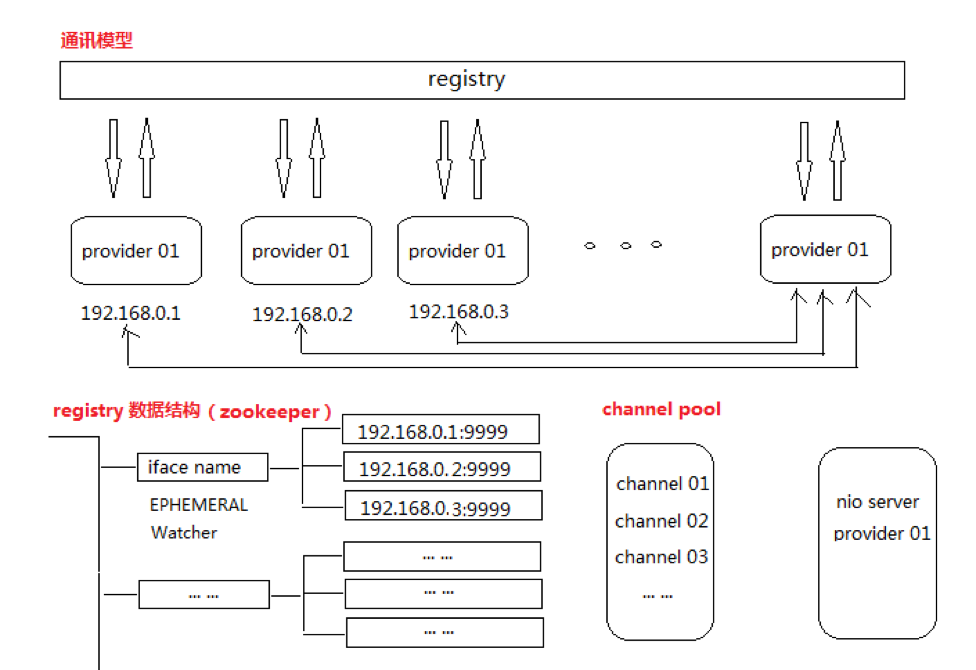 通讯模型
registry
provider 01
provider 01
provider 01
provider 01
192.168.0.1
192.168.0.2
192.168.0.3
registry 数据结构（zookeeper）
iface name
EPHEMERAL
Watcher
192.168.0.1:9999
192.168.0.2:9999
192.168.0.3:9999
... ...
... ...
... ...
... ...
channel pool
channel 01
channel 02
channel 03
... ...
nio server
provider 01